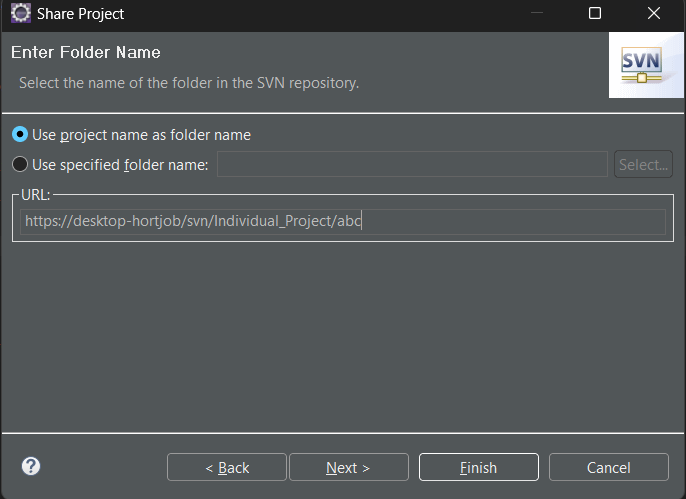 Share Project
Enter Folder Name
Select the name of the folder in the SVN repository.
SVN
Use project name as folder name
Use specified folder name:
Select...
URL:
https://desktop-hortjob/svn/Individual_Project/abc
?
< Back
Next >
Finish
Cancel